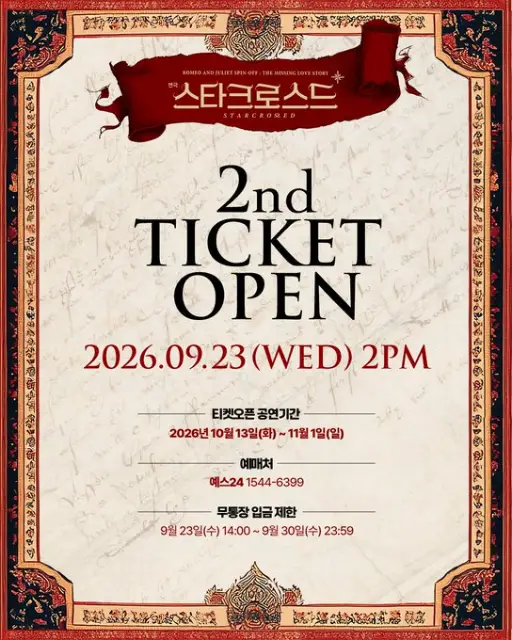 ROMEO AND JULIET SPIN-OFF : THE MISSING LOVE STORY
연극 스타크로스드
STARCROSSED
2nd
TICKET
OPEN
2026.09.23 (WED) 2PM
티켓오픈 공연기간
2026년 10월 13일(화) ~ 11월 1일(일)
예매처
예스24 1544-6399
무통장 입금 제한
9월 23일(수) 14:00 ~ 9월 30일(수) 23:59